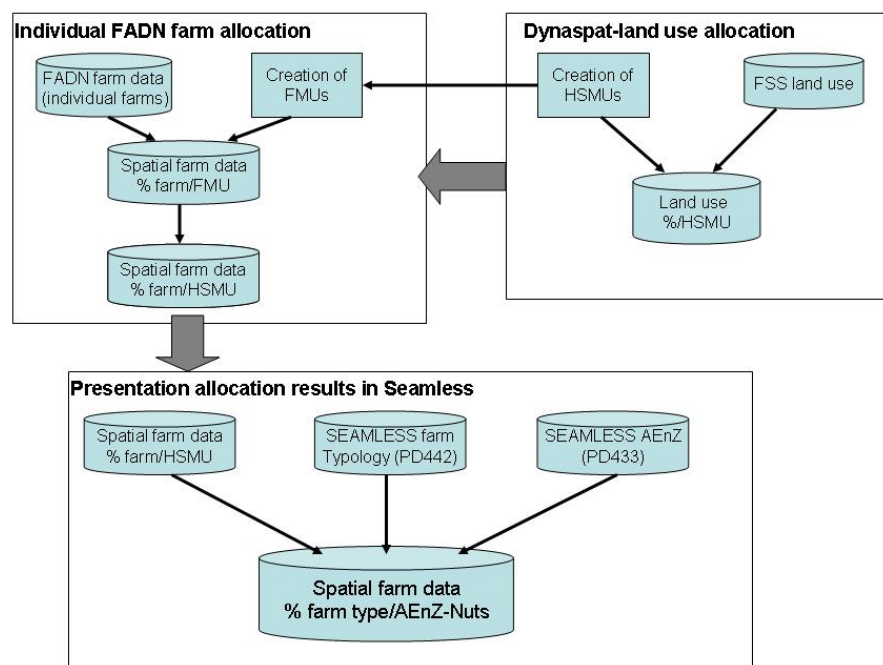 Individual FADN farm allocation
FADN farm data
(individual farms)
Creation of
FMUs
Spatial farm data
% farm/FMU
Spatial farm data
% farm/HSMU
Dynaspat-land use allocation
Creation of
HSMUs
FSS land use
Land use
%/HSMU
Presentation allocation results in Seamless
Spatial farm data
% farm/HSMU
SEAMLESS farm
Typology (PD442)
SEAMLESS AEnZ
(PD433)
Spatial farm data
% farm type/AEnZ-Nuts